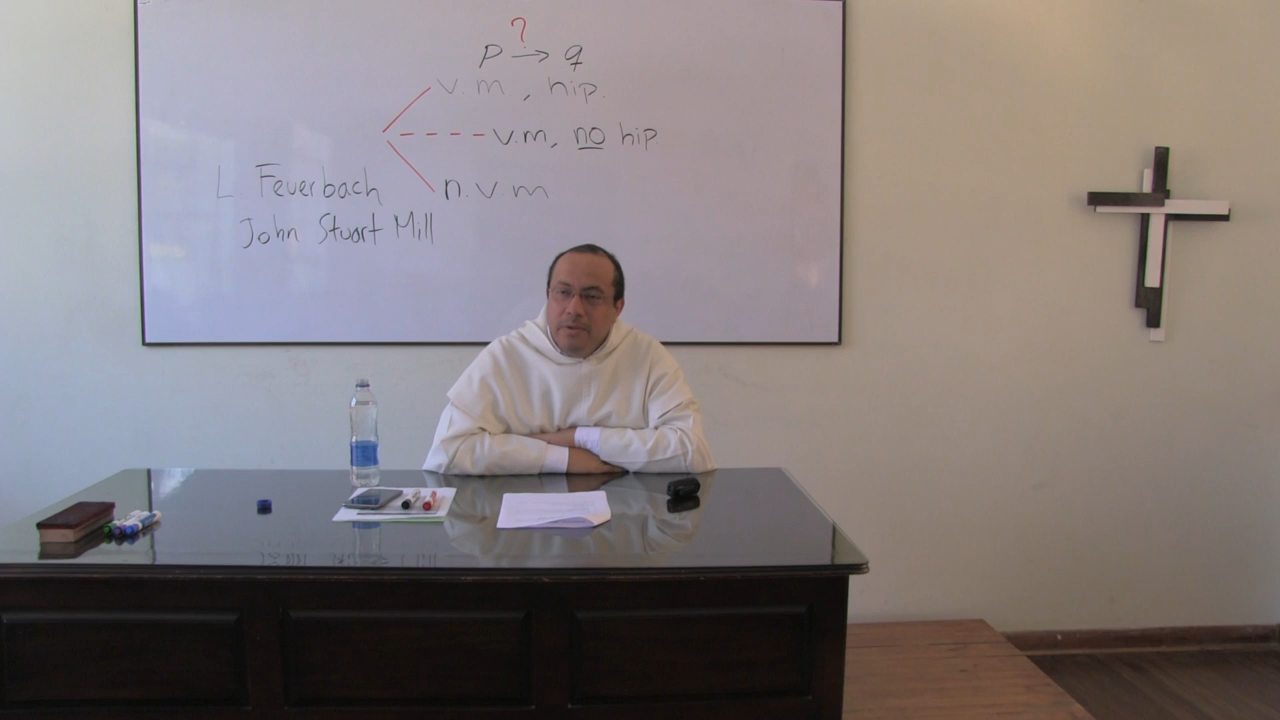 ?
p → q
v.m, hip.
v.m, no hip
L Feuerbach
n.v.m
John Stuart Mill